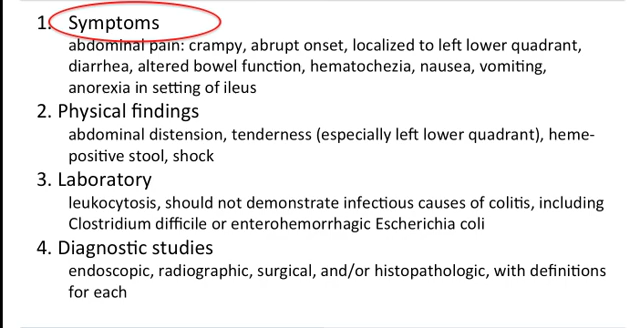 1. Symptoms
abdominal pain: crampy, abrupt onset, localized to left lower quadrant,
diarrhea, altered bowel function, hematochezia, nausea, vomiting,
anorexia in setting of ileus
2. Physical findings
abdominal distension, tenderness (especially left lower quadrant), heme-
positive stool, shock
3. Laboratory
leukocytosis, should not demonstrate infectious causes of colitis, including
Clostridium difficile or enterohemorrhagic Escherichia coli
4. Diagnostic studies
endoscopic, radiographic, surgical, and/or histopathologic, with definitions
for each